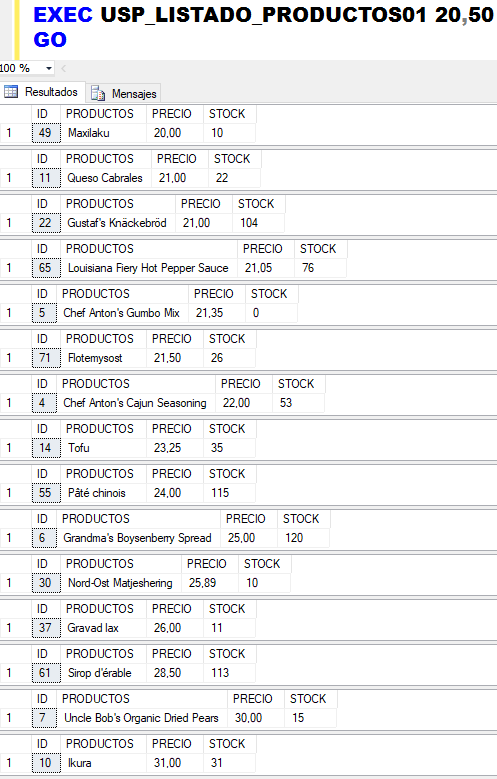 EXEC USP_LISTADO_PRODUCTOS01 20,50
GO
100 %
Resultados Mensajes
ID PRODUCTOS PRECIO STOCK
1 49 Maxilaku 20,00 10
ID PRODUCTOS PRECIO STOCK
1 11 Queso Cabrales 21,00 22
ID PRODUCTOS PRECIO STOCK
1 22 Gustaf's Knäckebröd 21,00 104
ID PRODUCTOS PRECIO STOCK
1 65 Louisiana Fiery Hot Pepper Sauce 21,05 76
ID PRODUCTOS PRECIO STOCK
1 5 Chef Anton's Gumbo Mix 21,35 0
ID PRODUCTOS PRECIO STOCK
1 71 Flotemysost 21,50 26
ID PRODUCTOS PRECIO STOCK
1 4 Chef Anton's Cajun Seasoning 22,00 53
ID PRODUCTOS PRECIO STOCK
1 14 Tofu 23,25 35
ID PRODUCTOS PRECIO STOCK
1 55 Pâté chinois 24,00 115
ID PRODUCTOS PRECIO STOCK
1 6 Grandma's Boysenberry Spread 25,00 120
ID PRODUCTOS PRECIO STOCK
1 30 Nord-Ost Matjeshering 25,89 10
ID PRODUCTOS PRECIO STOCK
1 37 Gravad lax 26,00 11
ID PRODUCTOS PRECIO STOCK
1 61 Sirop d'érable 28,50 113
ID PRODUCTOS PRECIO STOCK
1 7 Uncle Bob's Organic Dried Pears 30,00 15
ID PRODUCTOS PRECIO STOCK
1 10 Ikura 31,00 31